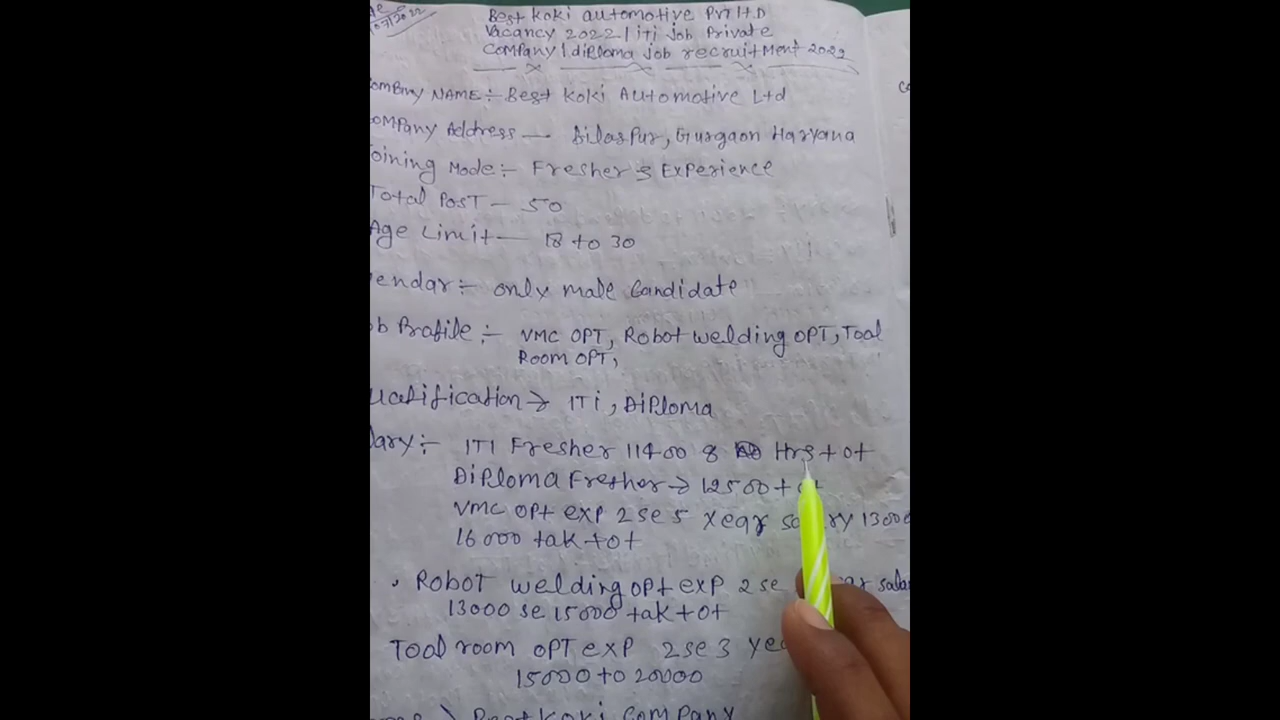 07/2022
Best koki automotive Pvt ltD
Vacancy 2022 | iti job Private
Company | diploma job recruitment 2022
ompany NAME :- Best Koki Automotive Ltd
ompany Address — Bilaspur, Gurgaon Haryana
oining Mode :- Fresher & Experience
Total Post - 50
Age Limit — 18 to 30
endar :- only male Candidate
ob Profile :- VMC OPT, Robot welding OPT, Tool
Room OPT,
ualification → ITi, Diploma
lary :- ITI Fresher 11400 8 Hrs + ot
Diploma Fresher → 12500 +
VMC Opt exp 2 se 5 Year 13000
16000 tak + ot
• Robot welding opt exp 2 se
13000 se 15000 tak + ot
Tool room OPT exp 2 se 3
15000 to 20000
Best koki Company